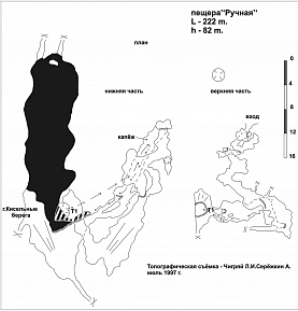 пещера"Ручная"
L - 222 m.
h - 82 m.
план
нижняя часть
верхняя часть
вход
капёж
0
4
8
12
16
г.Кисельные
берега
Топографическая съёмка - Чигряй Л.И.Серёжкин А.
июль 1997 г.